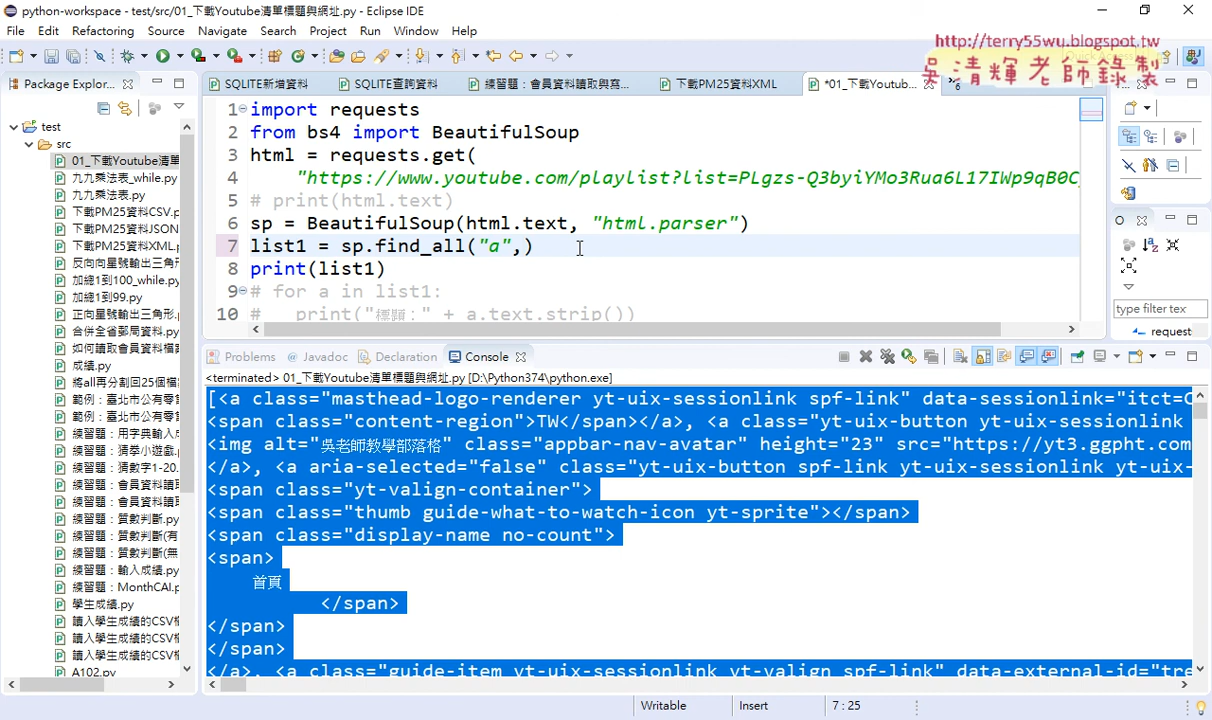 python-workspace - test/src/01_下載Youtube清單標題與網址.py - Eclipse IDE
File Edit Refactoring Source Navigate Search Project Run Window Help
http://terry55wu.blogspot.tw
吳清輝老師錄製
Package Explor...
SQLITE新增資料
SQLITE查詢資料
練習題：會員資料讀取與寫...
下載PM25資料XML
*01_下載Youtub...
test
src
01_下載Youtube清單
九九乘法表_while.py
九九乘法表.py
下載PM25資料CSV.p
下載PM25資料JSON
下載PM25資料XML.p
反向向星號輸出三角形
加總1到100_while.py
加總1到99.py
正向星號輸出三角形.
合併全省郵局資料.py
如何讀取會員資料檔案
成績.py
將all再分割回25個檔
範例：臺北市公有零售
範例：臺北市公有零售
練習題：用字典輸入成
練習題：猜拳小遊戲.
練習題：猜數字1-20.
練習題：會員資料讀取
練習題：會員資料讀取
練習題：質數判斷.py
練習題：質數判斷(有
練習題：質數判斷(無
練習題：輸入成績.py
練習題：MonthCAI.p
學生成績.py
讀入學生成績的CSV檔
讀入學生成績的CSV檔
讀入學生成績的CSV檔
A102.py
1 import requests
2 from bs4 import BeautifulSoup
3 html = requests.get(
4 "https://www.youtube.com/playlist?list=PLgzs-Q3byiYMo3Rua6L17IWp9qB0C
5 # print(html.text)
6 sp = BeautifulSoup(html.text, "html.parser")
7 list1 = sp.find_all("a",)
8 print(list1)
9 # for a in list1:
10 # print("標題：" + a.text.strip())
type filter tex
request
Problems Javadoc Declaration Console
<terminated> 01_下載Youtube清單標題與網址.py [D:\Python374\python.exe]
[<a class="masthead-logo-renderer yt-uix-sessionlink spf-link" data-sessionlink="itct=C
<span class="content-region">TW</span></a>, <a class="yt-uix-button yt-uix-sessionlink
<img alt="吳老師教學部落格" class="appbar-nav-avatar" height="23" src="https://yt3.ggpht.com
</a>, <a aria-selected="false" class="yt-uix-button spf-link yt-uix-sessionlink yt-uix-
<span class="yt-valign-container">
<span class="thumb guide-what-to-watch-icon yt-sprite"></span>
<span class="display-name no-count">
<span>
首頁
</span>
</span>
</span>
</a>, <a class="guide-item yt-uix-sessionlink yt-valign spf-link" data-external-id="tre
Writable Insert 7 : 25